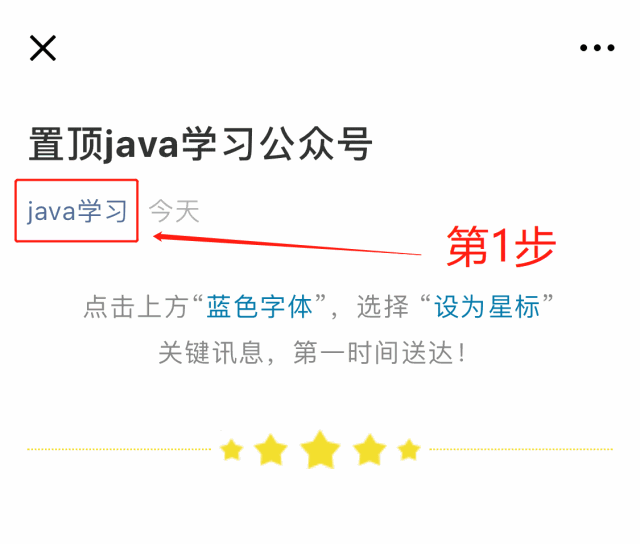 置顶java学习公众号
java学习 今天
第1步
点击上方“蓝色字体”，选择 “设为星标”
关键讯息，第一时间送达！